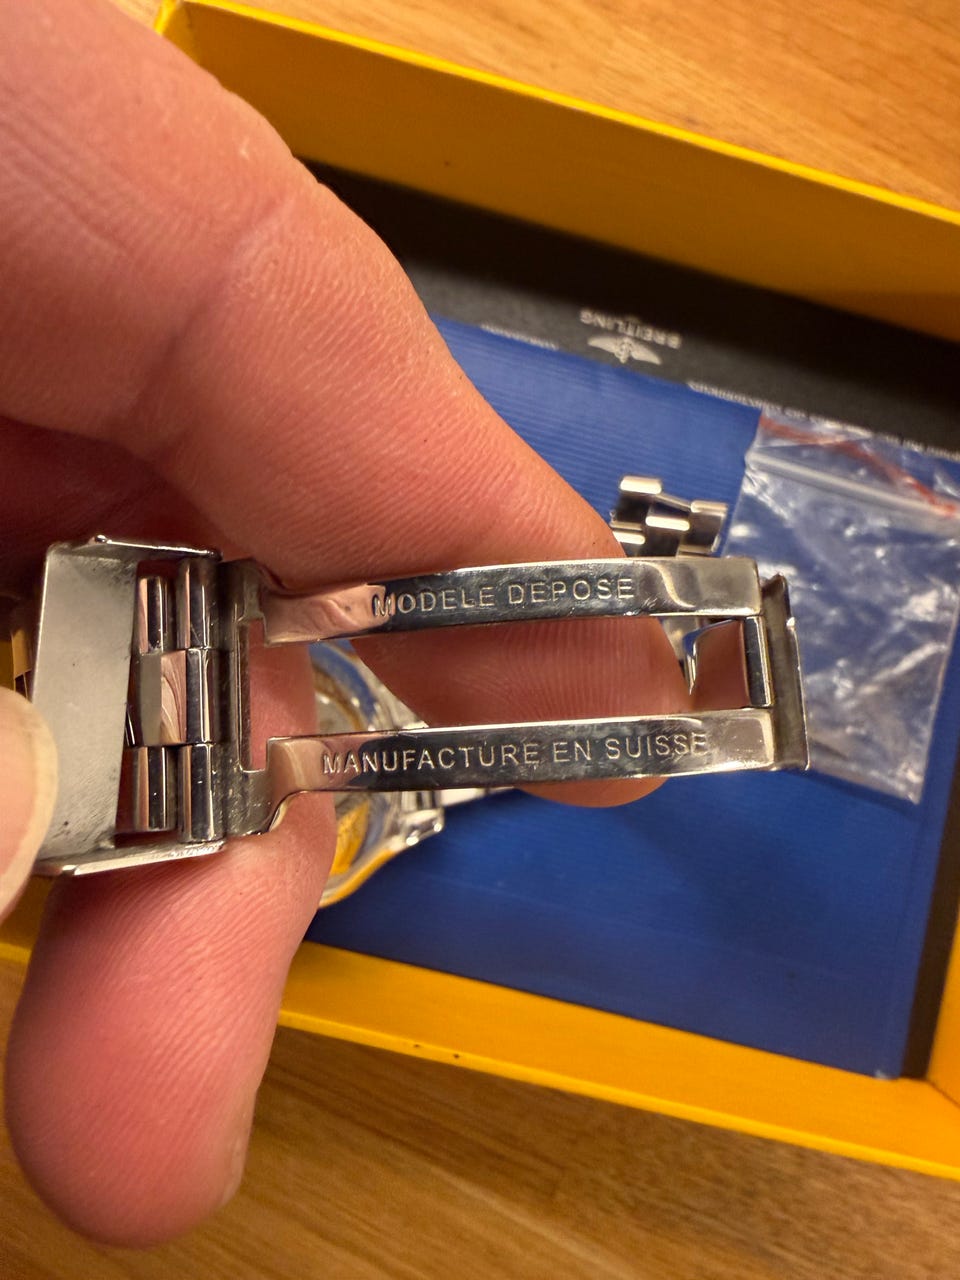 BREITLING
MODELE DEPOSE
MANUFACTURE EN SUISSE